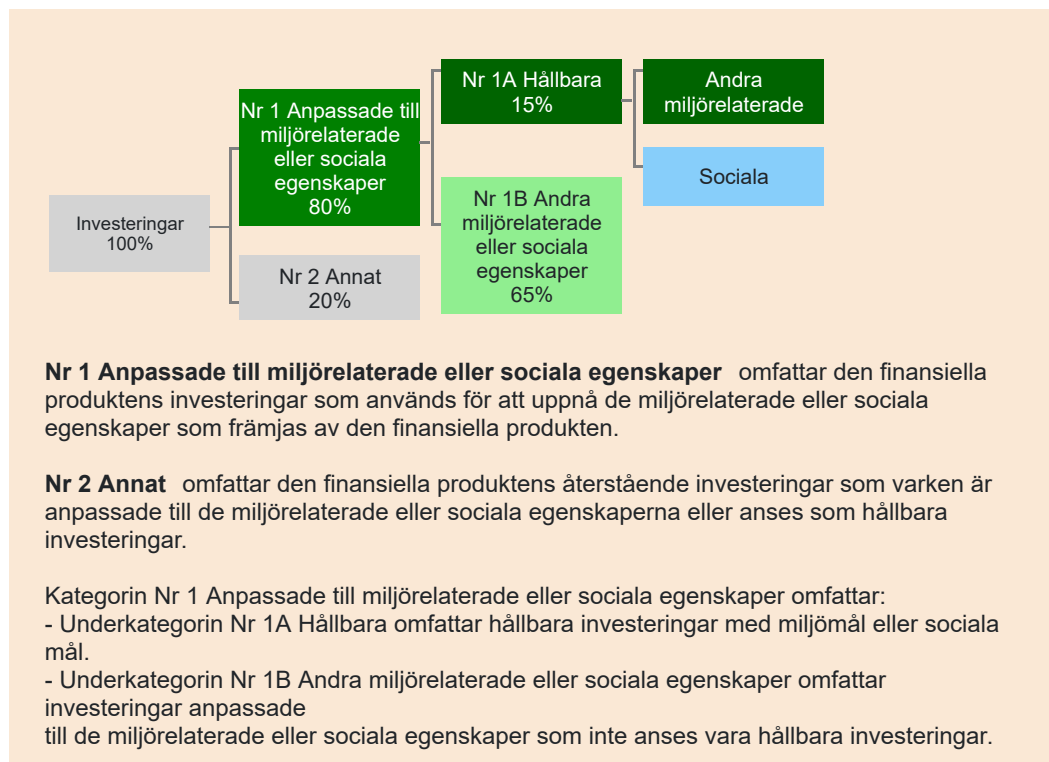 Investeringar
100%
Nr 1 Anpassade till
miljörelaterade
eller sociala
egenskaper
80%
Nr 2 Annat
20%
Nr 1A Hållbara
15%
Nr 1B Andra
miljörelaterade
eller sociala
egenskaper
65%
Andra
miljörelaterade
Sociala
Nr 1 Anpassade till miljörelaterade eller sociala egenskaper omfattar den finansiella
produktens investeringar som används för att uppnå de miljörelaterade eller sociala
egenskaper som främjas av den finansiella produkten.
Nr 2 Annat omfattar den finansiella produktens återstående investeringar som varken är
anpassade till de miljörelaterade eller sociala egenskaperna eller anses som hållbara
investeringar.
Kategorin Nr 1 Anpassade till miljörelaterade eller sociala egenskaper omfattar:
- Underkategorin Nr 1A Hållbara omfattar hållbara investeringar med miljömål eller sociala
mål.
- Underkategorin Nr 1B Andra miljörelaterade eller sociala egenskaper omfattar
investeringar anpassade
till de miljörelaterade eller sociala egenskaper som inte anses vara hållbara investeringar.